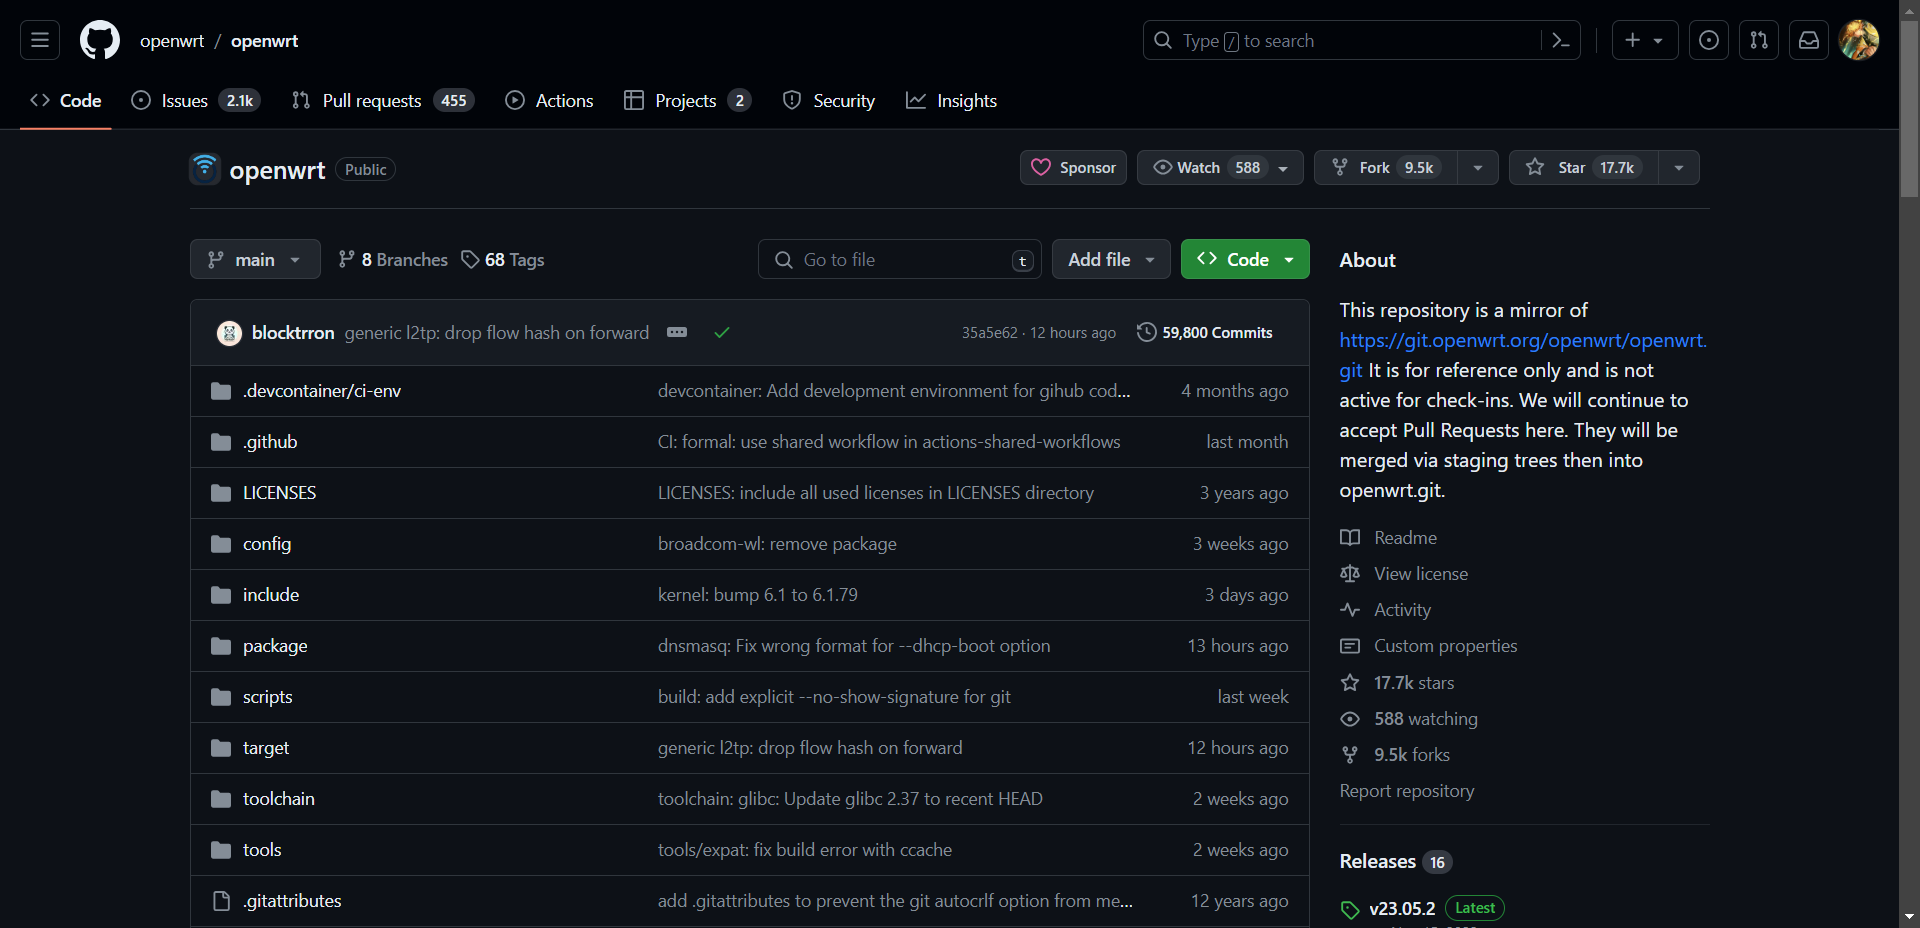 openwrt / openwrt
Type / to search
Code
Issues 2.1k
Pull requests 455
Actions
Projects 2
Security
Insights
openwrt Public
Sponsor
Watch 588
Fork 9.5k
Star 17.7k
main
8 Branches
68 Tags
Go to file t
Add file
Code
blocktrron generic l2tp: drop flow hash on forward
35a5e62 · 12 hours ago
59,800 Commits
.devcontainer/ci-env devcontainer: Add development environment for gihub cod... 4 months ago
.github CI: formal: use shared workflow in actions-shared-workflows last month
LICENSES LICENSES: include all used licenses in LICENSES directory 3 years ago
config broadcom-wl: remove package 3 weeks ago
include kernel: bump 6.1 to 6.1.79 3 days ago
package dnsmasq: Fix wrong format for --dhcp-boot option 13 hours ago
scripts build: add explicit --no-show-signature for git last week
target generic l2tp: drop flow hash on forward 12 hours ago
toolchain toolchain: glibc: Update glibc 2.37 to recent HEAD 2 weeks ago
tools tools/expat: fix build error with ccache 2 weeks ago
.gitattributes add .gitattributes to prevent the git autocrlf option from me... 12 years ago
About
This repository is a mirror of
https://git.openwrt.org/openwrt/openwrt.
git It is for reference only and is not
active for check-ins. We will continue to
accept Pull Requests here. They will be
merged via staging trees then into
openwrt.git.
Readme
View license
Activity
Custom properties
17.7k stars
588 watching
9.5k forks
Report repository
Releases 16
v23.05.2 Latest